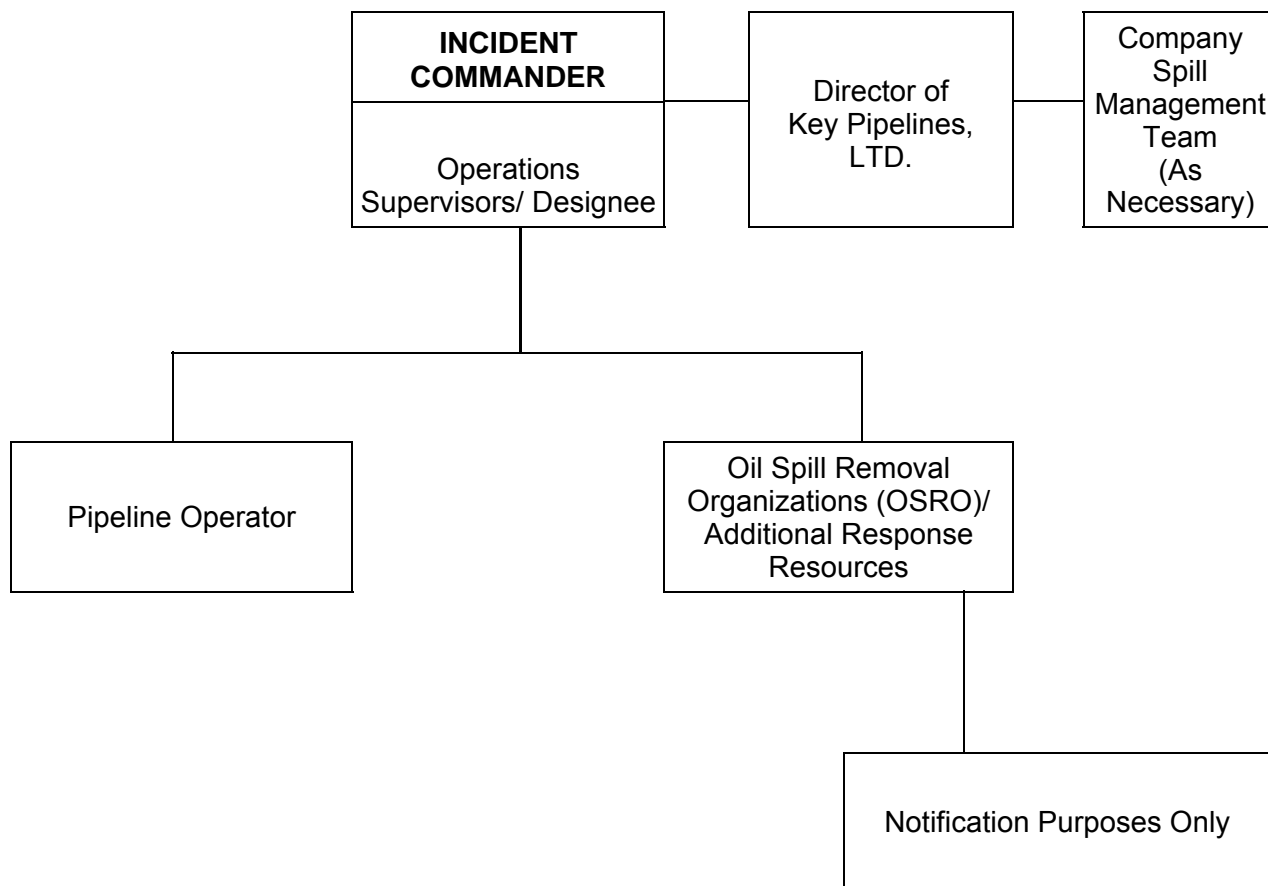 INCIDENT
COMMANDER
Operations
Supervisors/ Designee
Director of
Key Pipelines,
LTD.
Company
Spill
Management
Team
(As
Necessary)
Pipeline Operator
Oil Spill Removal
Organizations (OSRO)/
Additional Response
Resources
Notification Purposes Only